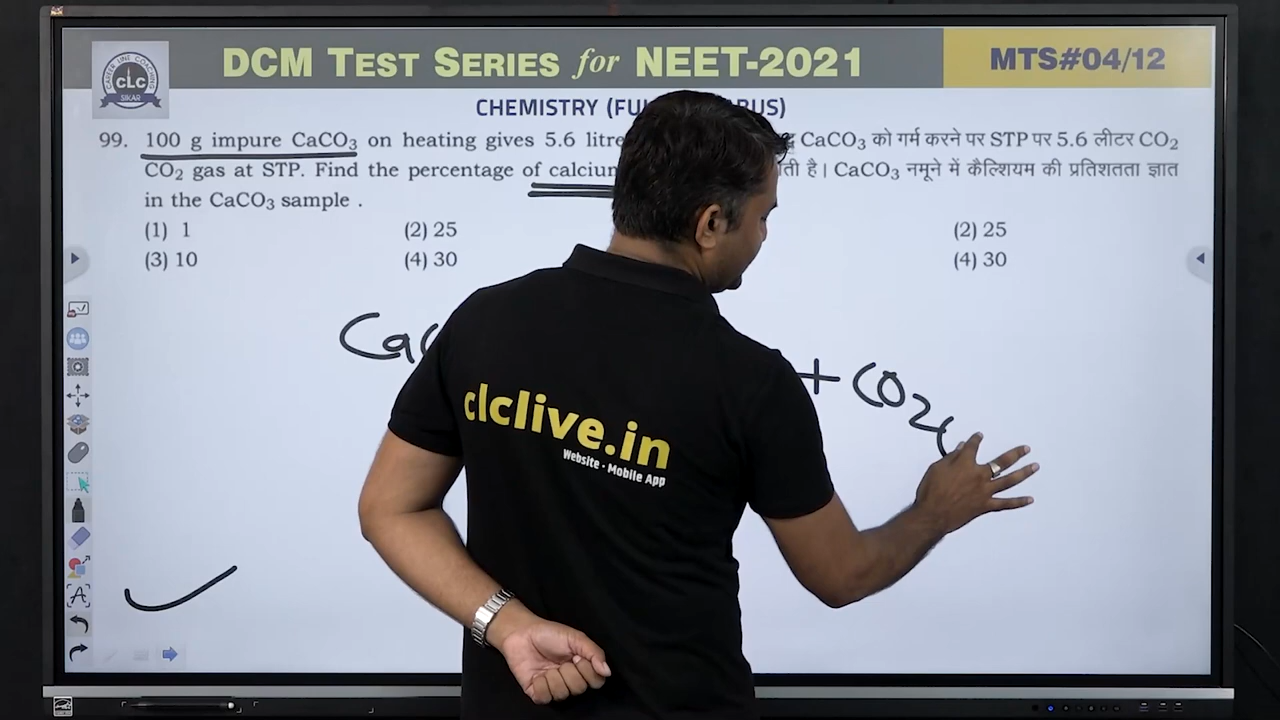 DCM TEST SERIES for NEET-2021
MTS#04/12
CLC
SIKAR
CHEMISTRY
99. 100 g impure CaCO₃ on heating gives 5.6
CO₂ gas at STP. Find the percentage of
in the CaCO₃ sample .
(1) 1 (2) 25
(3) 10 (4) 30
CaCO₃ को गर्म करने पर STP पर 5.6 लीटर CO₂
है। CaCO₃ नमूने में कैल्शियम की प्रतिशतता ज्ञात
(2) 25
(4) 30
+ CO₂
clclive.in
Website • Mobile App